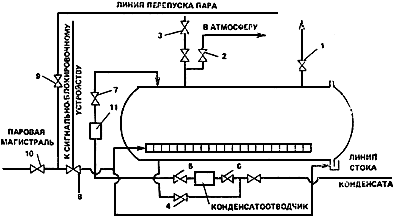 ЛИНИЯ ПЕРЕПУСКА ПАРА
В АТМОСФЕРУ
3
2
1
К СИГНАЛЬНО-БЛОКИРОВОЧНОМУ
УСТРОЙСТВУ
9
7
11
ПАРОВАЯ
МАГИСТРАЛЬ
10
8
5
6
4
КОНДЕНСАТООТВОДЧИК
ЛИНИЯ
СТОКА
КОНДЕНСАТА